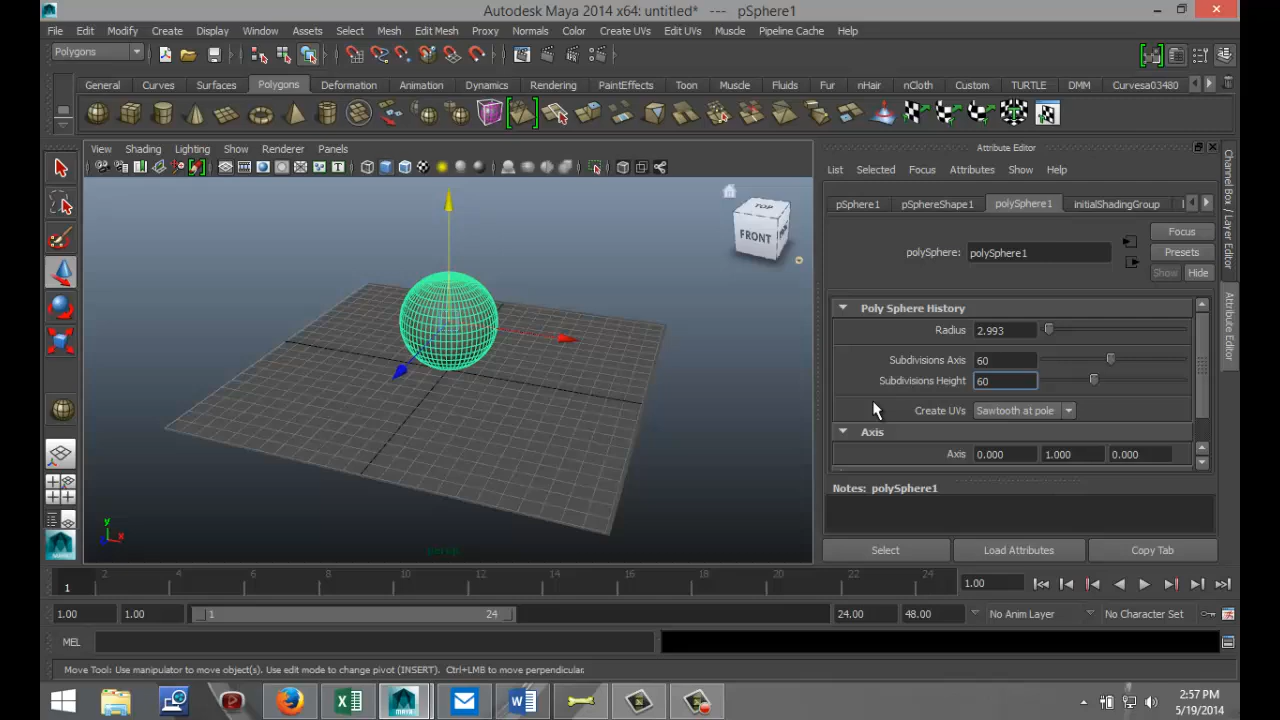 Autodesk Maya 2014 x64: untitled* --- pSphere1
File Edit Modify Create Display Window Assets Select Mesh Edit Mesh Proxy Normals Color Create UVs Edit UVs Muscle Pipeline Cache Help
Polygons
General Curves Surfaces Polygons Deformation Animation Dynamics Rendering PaintEffects Toon Muscle Fluids Fur nHair nCloth Custom TURTLE DMM Curvesa03480
View Shading Lighting Show Renderer Panels
Attribute Editor
List Selected Focus Attributes Show Help
pSphere1 pSphereShape1 polySphere1 initialShadingGroup
TOP
FRONT
Focus
polySphere: polySphere1
Presets
Show Hide
Poly Sphere History
Radius 2.993
Subdivisions Axis 60
Subdivisions Height 60
Create UVs Sawtooth at pole
Axis
Axis 0.000 1.000 0.000
Notes: polySphere1
Select Load Attributes Copy Tab
Channel Box / Layer Editor
Attribute Editor
y
x
persp
1 2 4 6 8 10 12 14 16 18 20 22 24 1.00
1.00 1.00 1 24 24.00 48.00 No Anim Layer No Character Set
MEL
Move Tool: Use manipulator to move object(s). Use edit mode to change pivot (INSERT). Ctrl+LMB to move perpendicular.
MAYA
2:57 PM
5/19/2014